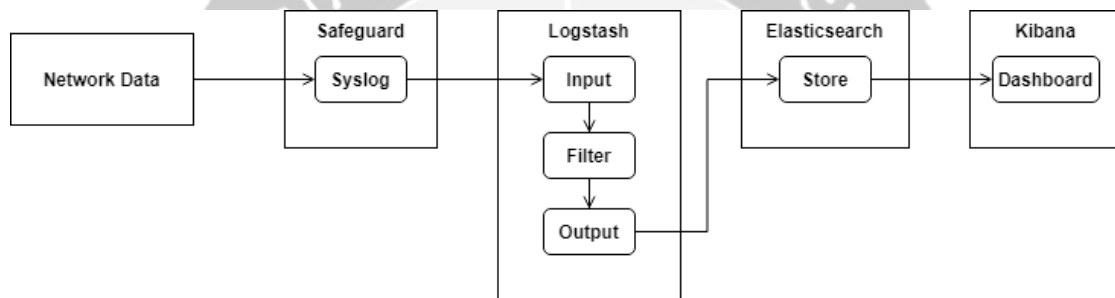 Network Data
Safeguard
Syslog
Logstash
Input
Filter
Output
Elasticsearch
Store
Kibana
Dashboard